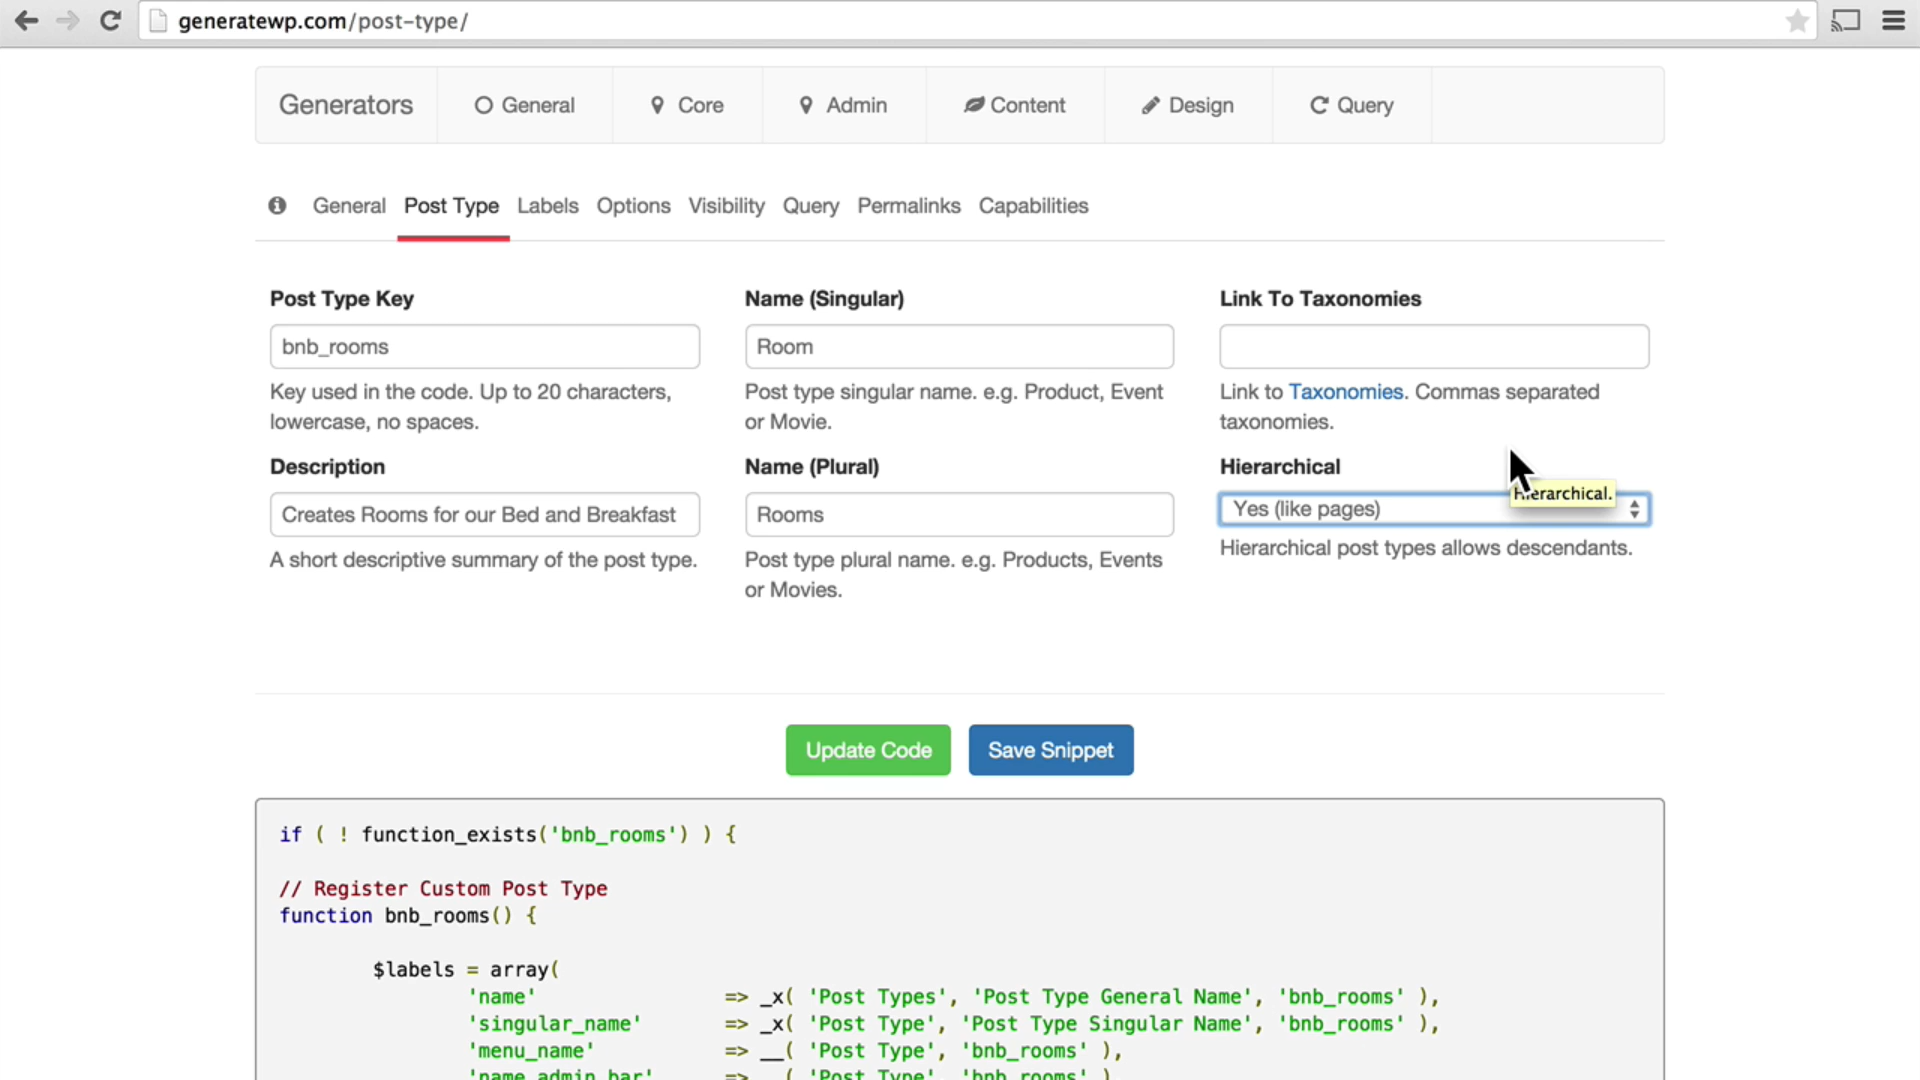 generatewp.com/post-type/
Generators General Core Admin Content Design Query
General Post Type Labels Options Visibility Query Permalinks Capabilities
Post Type Key
bnb_rooms
Key used in the code. Up to 20 characters,
lowercase, no spaces.
Name (Singular)
Room
Post type singular name. e.g. Product, Event
or Movie.
Link To Taxonomies
Link to Taxonomies. Commas separated
taxonomies.
Description
Creates Rooms for our Bed and Breakfast
A short descriptive summary of the post type.
Name (Plural)
Rooms
Post type plural name. e.g. Products, Events
or Movies.
Hierarchical
Hierarchical.
Yes (like pages)
Hierarchical post types allows descendants.
Update Code Save Snippet
if ( ! function_exists('bnb_rooms') ) {
// Register Custom Post Type
function bnb_rooms() {
$labels = array(
'name' => _x( 'Post Types', 'Post Type General Name', 'bnb_rooms' ),
'singular_name' => _x( 'Post Type', 'Post Type Singular Name', 'bnb_rooms' ),
'menu_name' => __( 'Post Type', 'bnb_rooms' ),
'name_admin_bar' => __( 'Post Type', 'bnb_rooms' ),